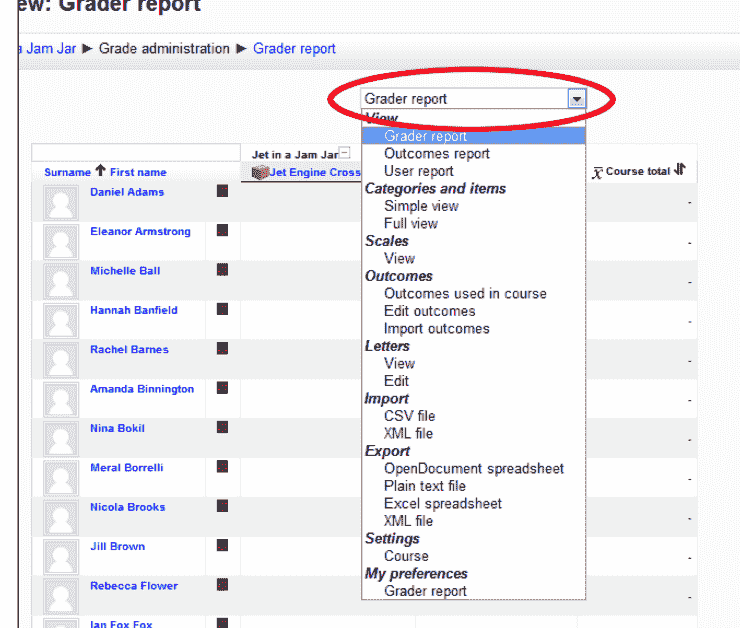 ew: Grader report
a Jam Jar ► Grade administration ► Grader report
Grader report
View
Grader report
Outcomes report
User report
Categories and items
Simple view
Full view
Scales
View
Outcomes
Outcomes used in course
Edit outcomes
Import outcomes
Letters
View
Edit
Import
CSV file
XML file
Export
OpenDocument spreadsheet
Plain text file
Excel spreadsheet
XML file
Settings
Course
My preferences
Grader report
Jet in a Jam Jar
Surname ↑ First name
Jet Engine Cross
x̄ Course total
Daniel Adams -
Eleanor Armstrong -
Michelle Ball -
Hannah Banfield -
Rachel Barnes -
Amanda Binnington -
Nina Bokil -
Meral Borrelli -
Nicola Brooks -
Jill Brown -
Rebecca Flower -
Ian Fox Fox